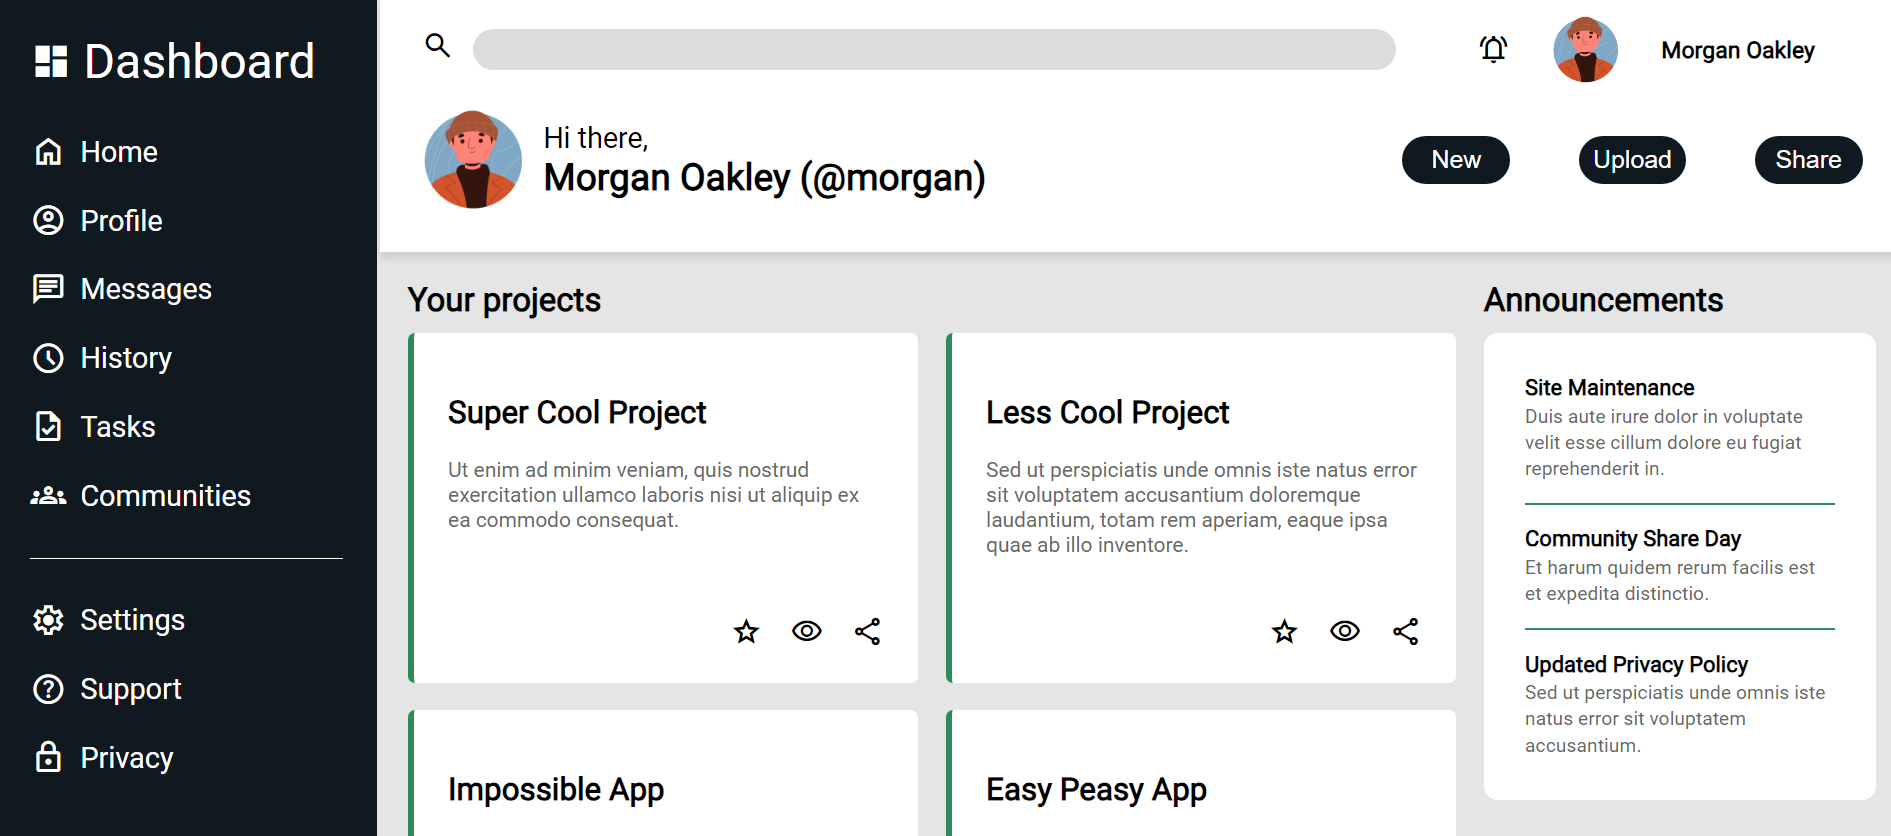 Dashboard
Home
Profile
Messages
History
Tasks
Communities
Settings
Support
Privacy
Morgan Oakley
Hi there,
Morgan Oakley (@morgan)
New
Upload
Share
Your projects
Super Cool Project
Ut enim ad minim veniam, quis nostrud
exercitation ullamco laboris nisi ut aliquip ex
ea commodo consequat.
Less Cool Project
Sed ut perspiciatis unde omnis iste natus error
sit voluptatem accusantium doloremque
laudantium, totam rem aperiam, eaque ipsa
quae ab illo inventore.
Impossible App
Easy Peasy App
Announcements
Site Maintenance
Duis aute irure dolor in voluptate
velit esse cillum dolore eu fugiat
reprehenderit in.
Community Share Day
Et harum quidem rerum facilis est
et expedita distinctio.
Updated Privacy Policy
Sed ut perspiciatis unde omnis iste
natus error sit voluptatem
accusantium.